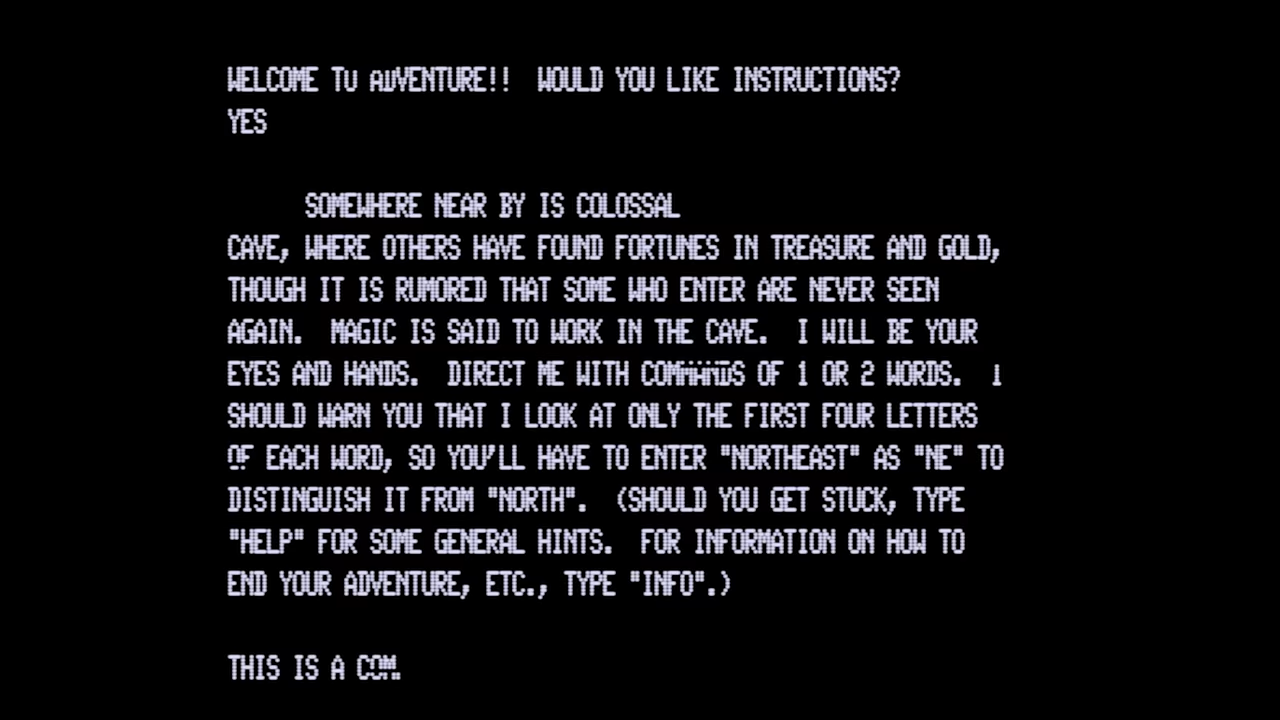 WELCOME TO ADVENTURE!! WOULD YOU LIKE INSTRUCTIONS?
YES
SOMEWHERE NEAR BY IS COLOSSAL
CAVE, WHERE OTHERS HAVE FOUND FORTUNES IN TREASURE AND GOLD,
THOUGH IT IS RUMORED THAT SOME WHO ENTER ARE NEVER SEEN
AGAIN. MAGIC IS SAID TO WORK IN THE CAVE. I WILL BE YOUR
EYES AND HANDS. DIRECT ME WITH COMMANDS OF 1 OR 2 WORDS. I
SHOULD WARN YOU THAT I LOOK AT ONLY THE FIRST FOUR LETTERS
OF EACH WORD, SO YOU'LL HAVE TO ENTER "NORTHEAST" AS "NE" TO
DISTINGUISH IT FROM "NORTH". (SHOULD YOU GET STUCK, TYPE
"HELP" FOR SOME GENERAL HINTS. FOR INFORMATION ON HOW TO
END YOUR ADVENTURE, ETC., TYPE "INFO".)
THIS IS A COM